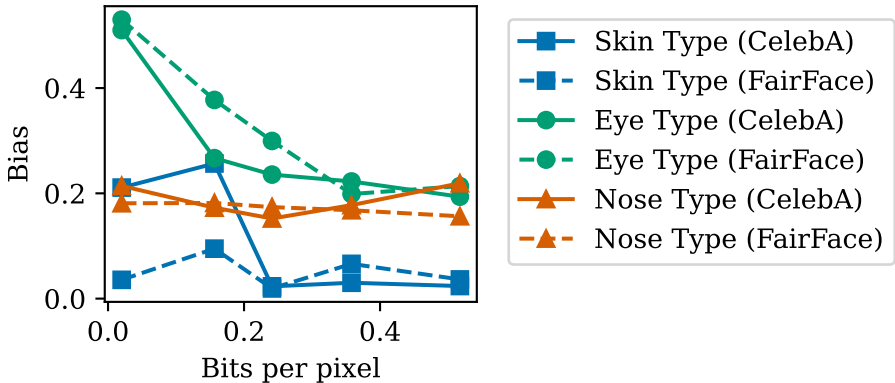 Bias
0.4
0.2
0.0
0.0
0.2
0.4
Bits per pixel
Skin Type (CelebA)
Skin Type (FairFace)
Eye Type (CelebA)
Eye Type (FairFace)
Nose Type (CelebA)
Nose Type (FairFace)